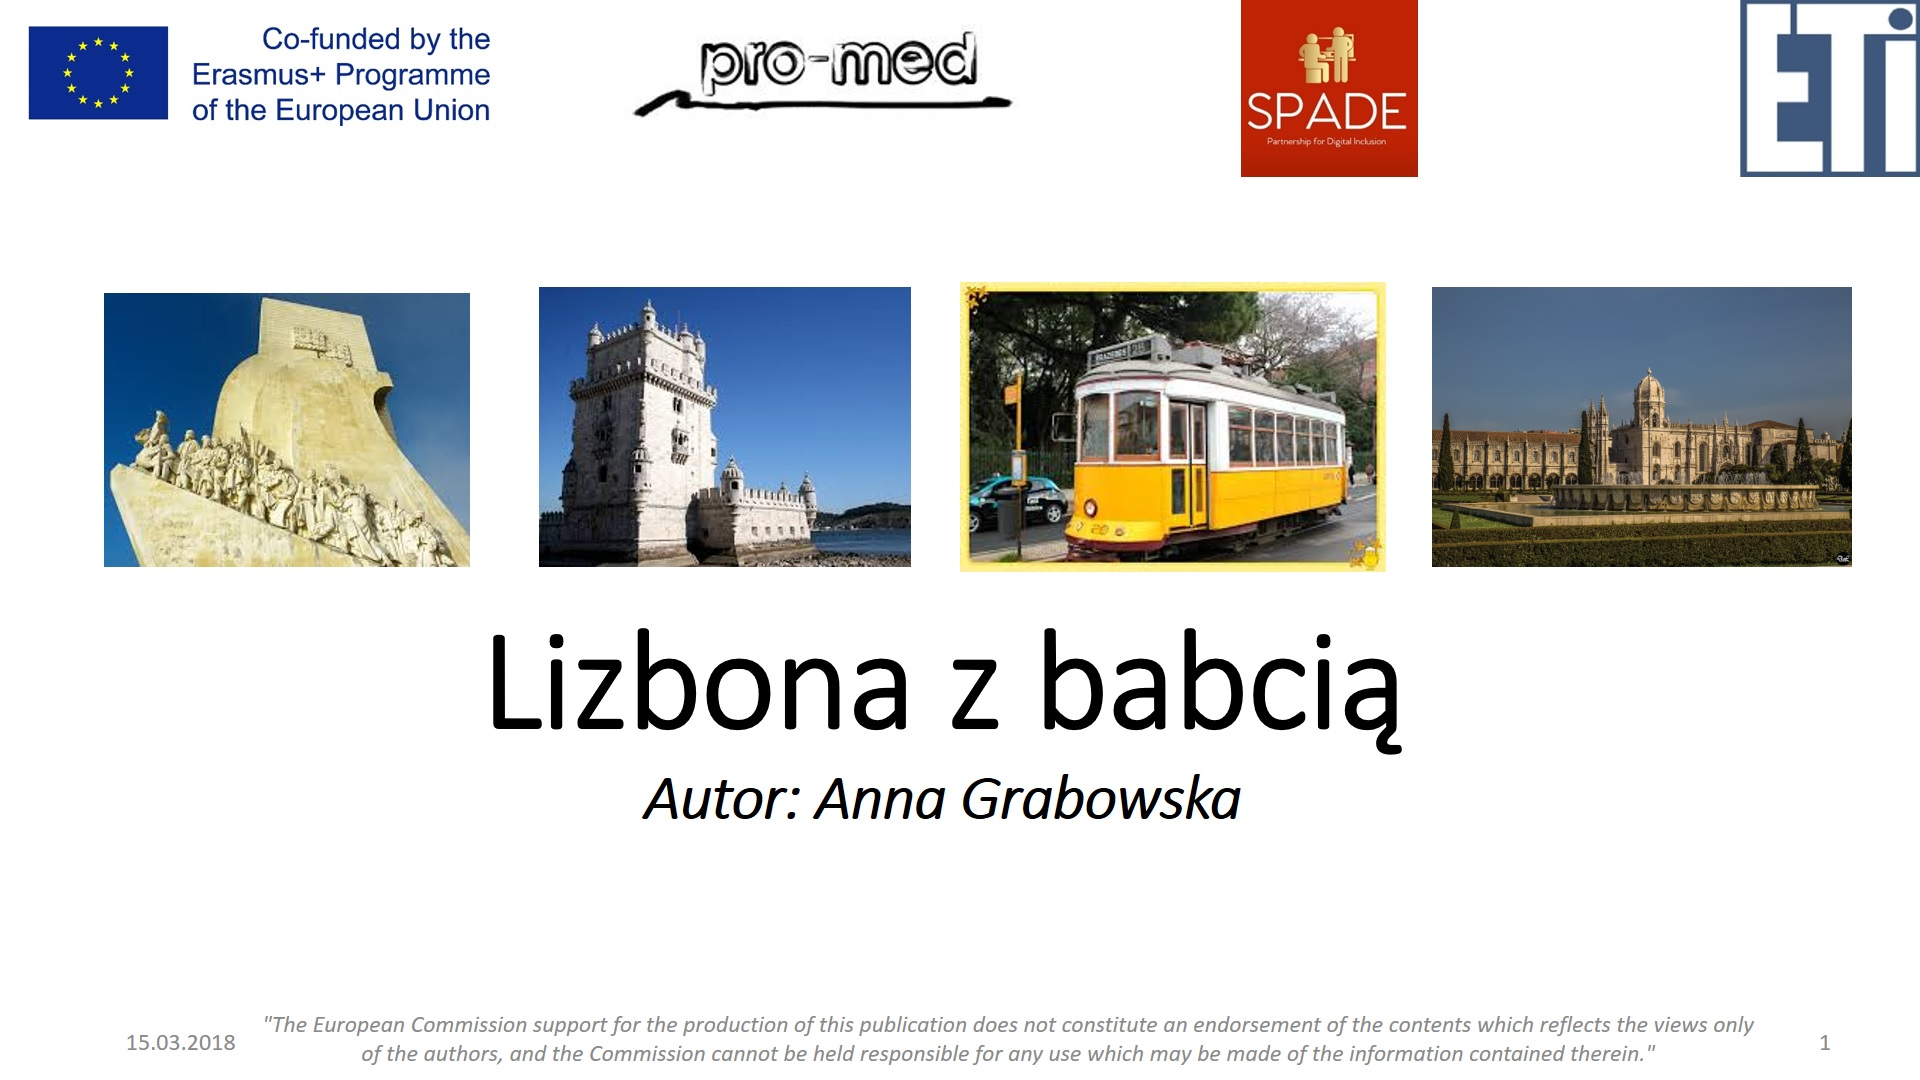 Co-funded by the
Erasmus+ Programme
of the European Union
pro-med
SPADE
Partnership for Digital Inclusion
ETi
Lizbona z babcią
Autor: Anna Grabowska
15.03.2018
"The European Commission support for the production of this publication does not constitute an endorsement of the contents which reflects the views only
of the authors, and the Commission cannot be held responsible for any use which may be made of the information contained therein."
1